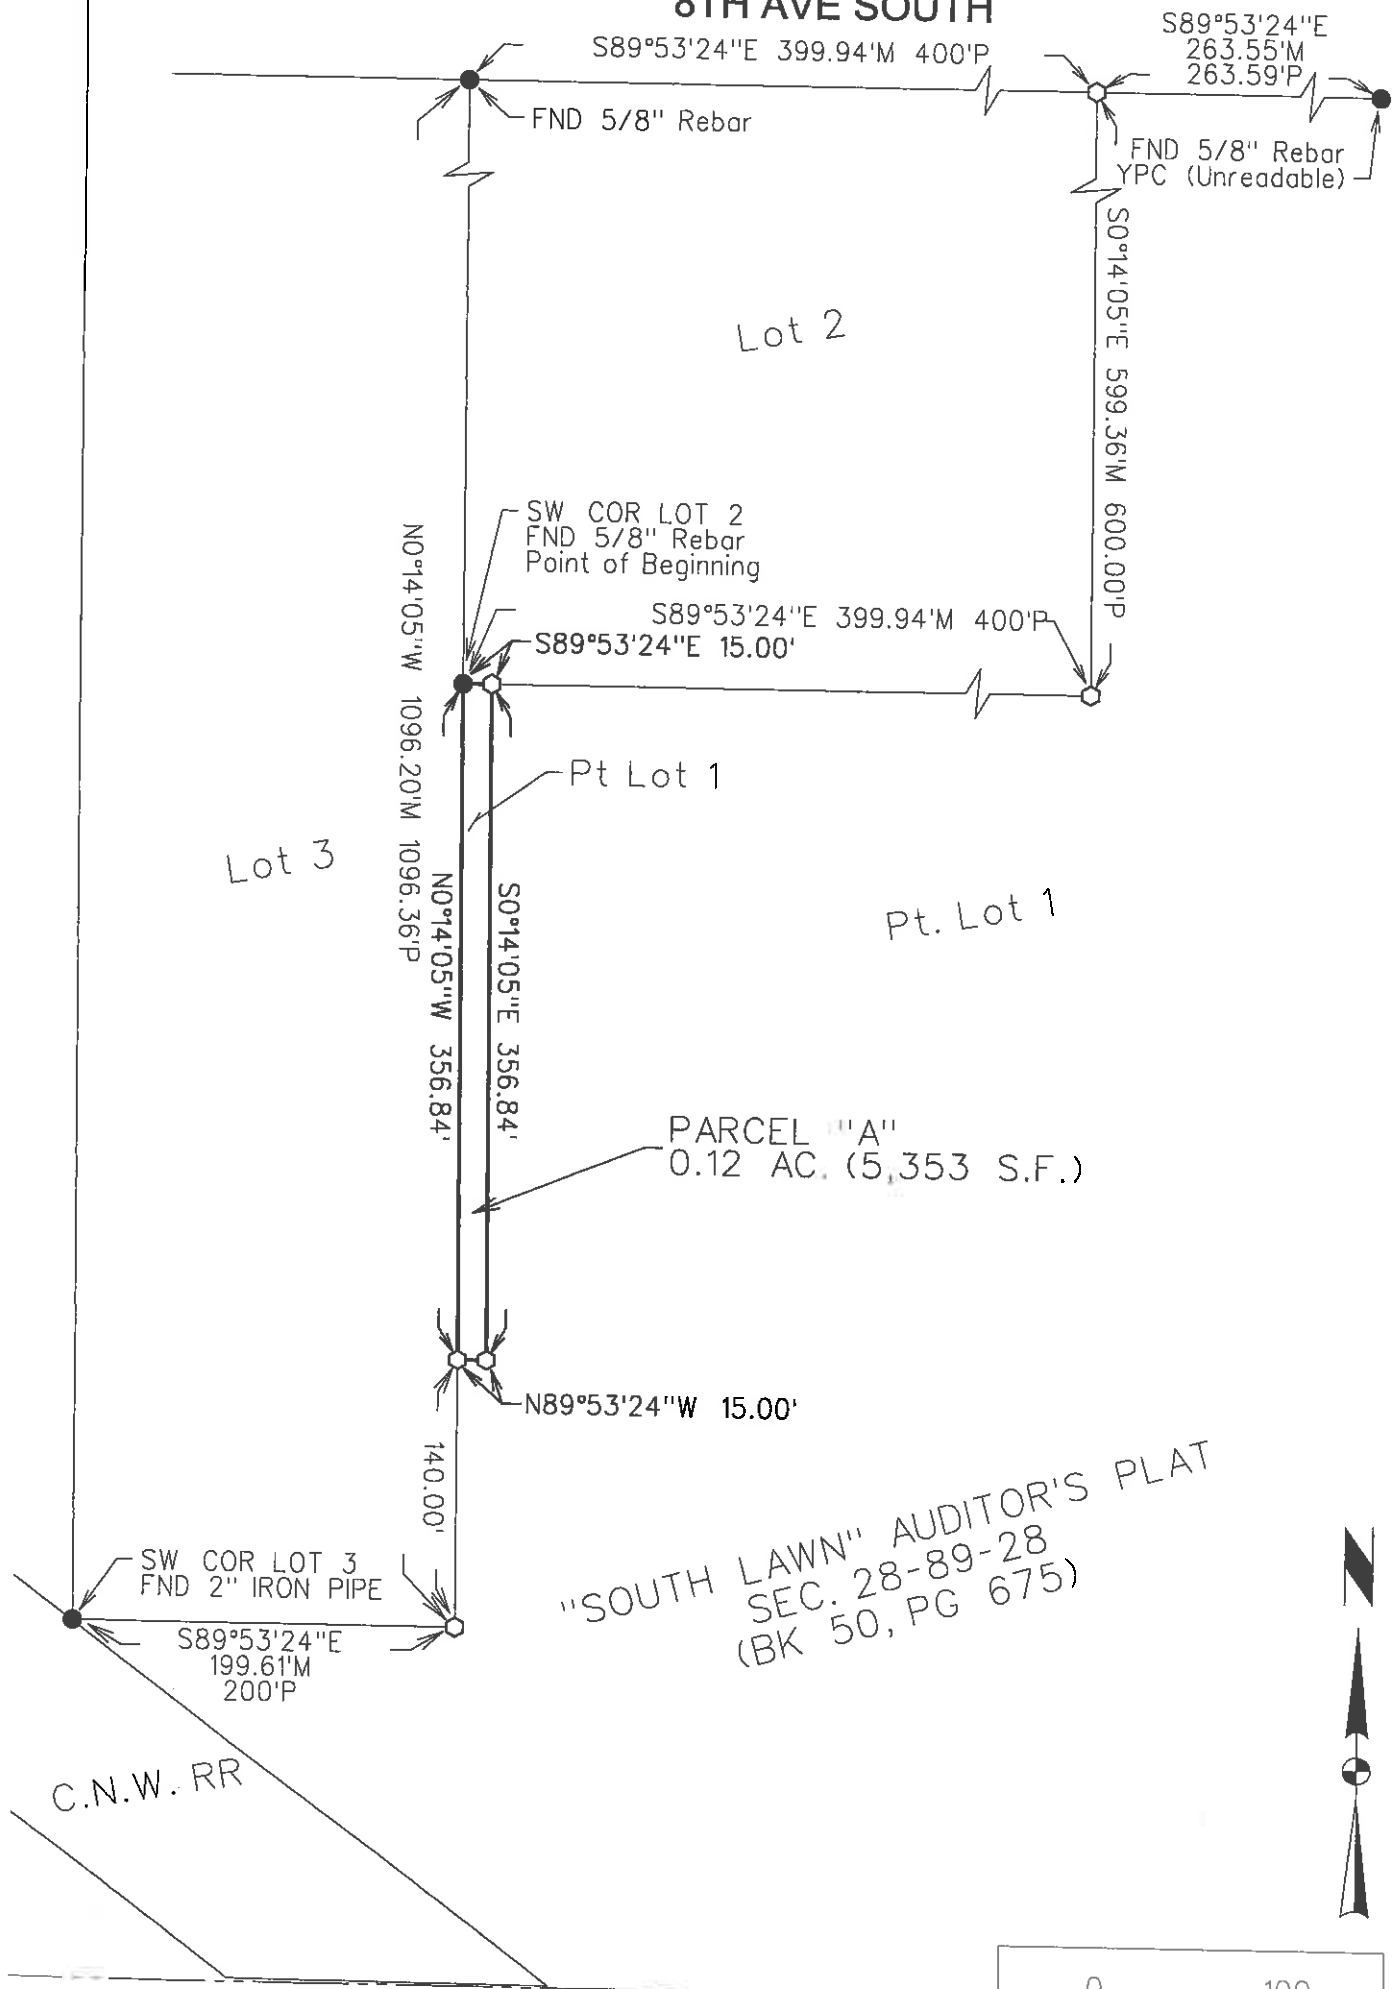 8TH AVE SOUTH
S89°53'24"E 399.94'M 400'P
S89°53'24"E
263.55'M
263.59'P
FND 5/8" Rebar
FND 5/8" Rebar
YPC (Unreadable)
S0°14'05"E 599.36'M 600.00'P
Lot 2
SW COR LOT 2
FND 5/8" Rebar
Point of Beginning
N0°14'05"W 1096.20'M 1096.36'P
S89°53'24"E 399.94'M 400'P
S89°53'24"E 15.00'
Pt Lot 1
Lot 3
N0°14'05"W 356.84'
S0°14'05"E 356.84'
Pt. Lot 1
PARCEL "A"
0.12 AC. (5,353 S.F.)
N89°53'24"W 15.00'
140.00'
"SOUTH LAWN" AUDITOR'S PLAT
SEC. 28-89-28
(BK 50, PG 675)
SW COR LOT 3
FND 2" IRON PIPE
S89°53'24"E
199.61'M
200'P
C.N.W. RR
N
0 100